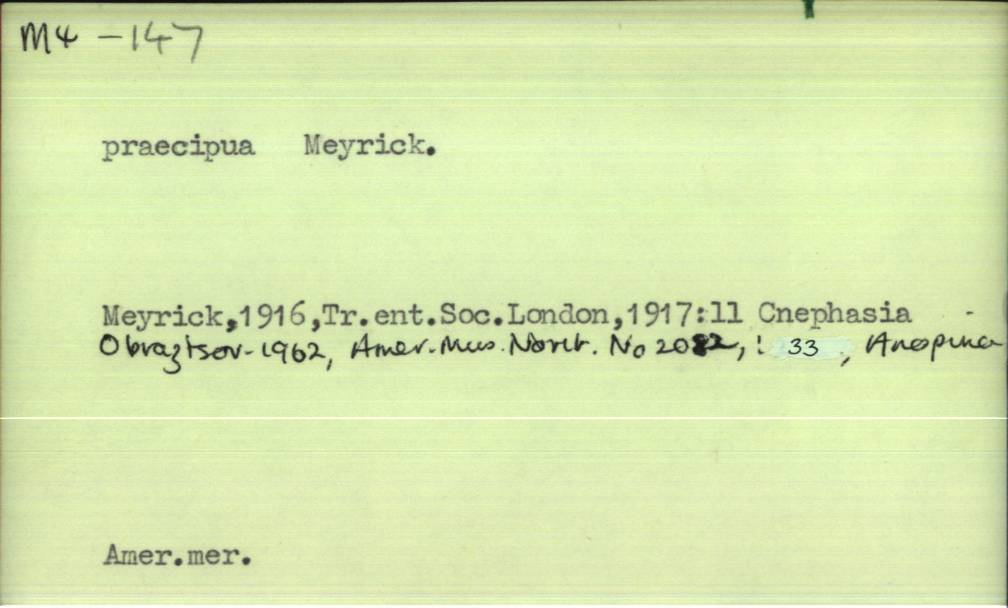 M4 - 147
praecipua Meyrick.
Meyrick,1916,Tr.ent.Soc.London,1917:11 Cnephasia
Obraztsov-1962, Amer. Mus. Novit. No 2082, : 33, Anopina
Amer.mer.